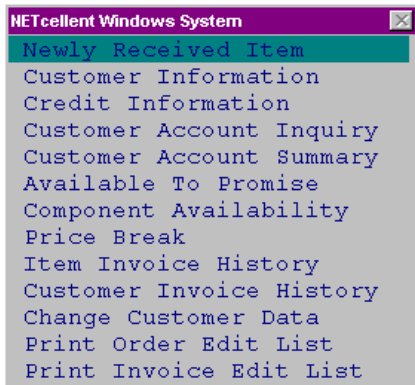 NETcellent Windows System
Newly Received Item
Customer Information
Credit Information
Customer Account Inquiry
Customer Account Summary
Available To Promise
Component Availability
Price Break
Item Invoice History
Customer Invoice History
Change Customer Data
Print Order Edit List
Print Invoice Edit List